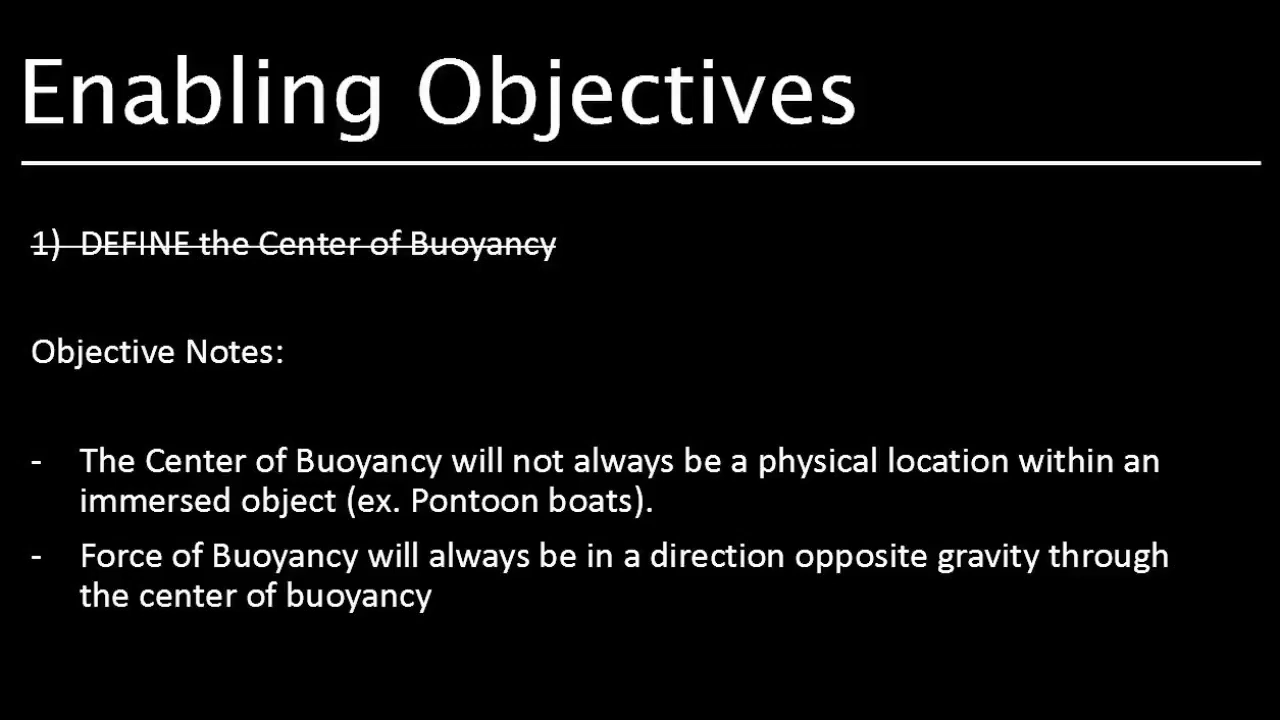 Enabling Objectives
1) DEFINE the Center of Buoyancy
Objective Notes:
- The Center of Buoyancy will not always be a physical location within an
immersed object (ex. Pontoon boats).
- Force of Buoyancy will always be in a direction opposite gravity through
the center of buoyancy